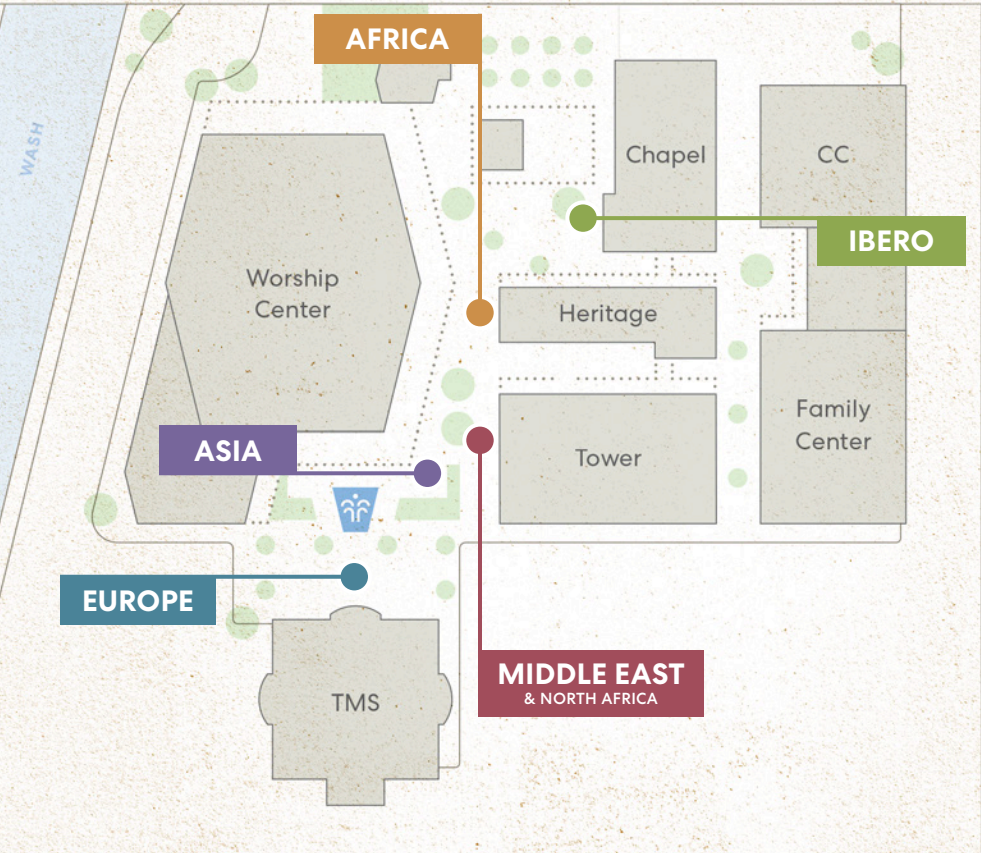 AFRICA
WASH
Chapel
CC
IBERO
Worship
Center
Heritage
Family
Center
ASIA
Tower
EUROPE
MIDDLE EAST
& NORTH AFRICA
TMS